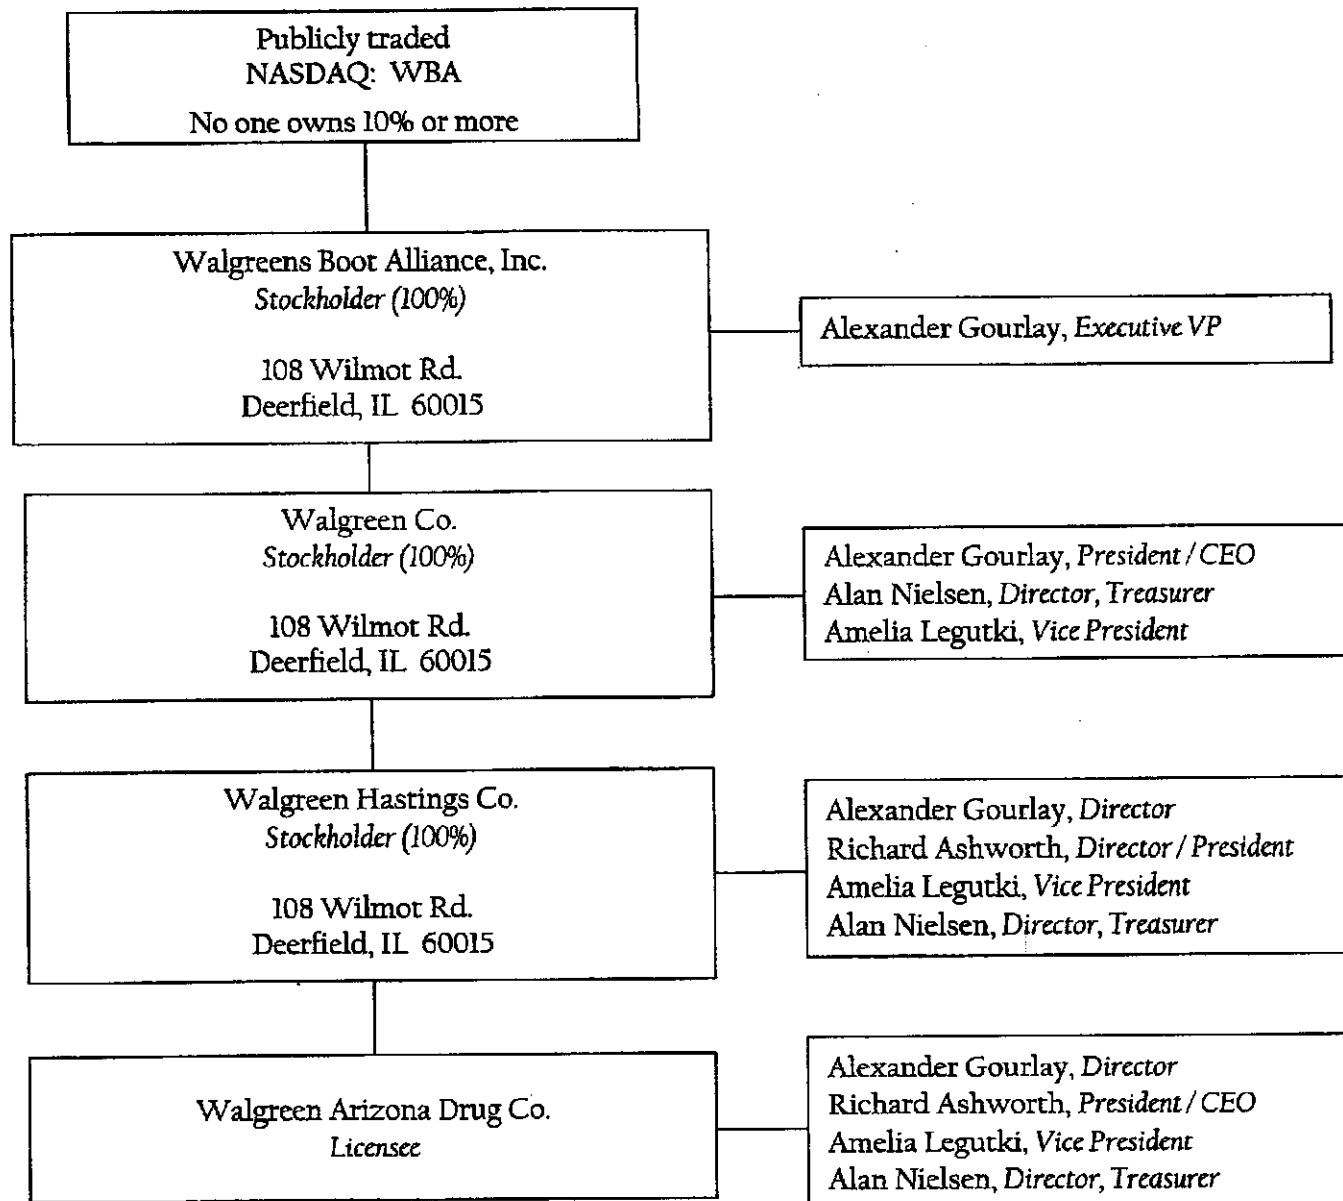 Publicly traded
NASDAQ: WBA
No one owns 10% or more
Walgreens Boot Alliance, Inc.
Stockholder (100%)
108 Wilmot Rd.
Deerfield, IL 60015
Alexander Gourlay, Executive VP
Walgreen Co.
Stockholder (100%)
108 Wilmot Rd.
Deerfield, IL 60015
Alexander Gourlay, President / CEO
Alan Nielsen, Director, Treasurer
Amelia Legutki, Vice President
Walgreen Hastings Co.
Stockholder (100%)
108 Wilmot Rd.
Deerfield, IL 60015
Alexander Gourlay, Director
Richard Ashworth, Director / President
Amelia Legutki, Vice President
Alan Nielsen, Director, Treasurer
Walgreen Arizona Drug Co.
Licensee
Alexander Gourlay, Director
Richard Ashworth, President / CEO
Amelia Legutki, Vice President
Alan Nielsen, Director, Treasurer